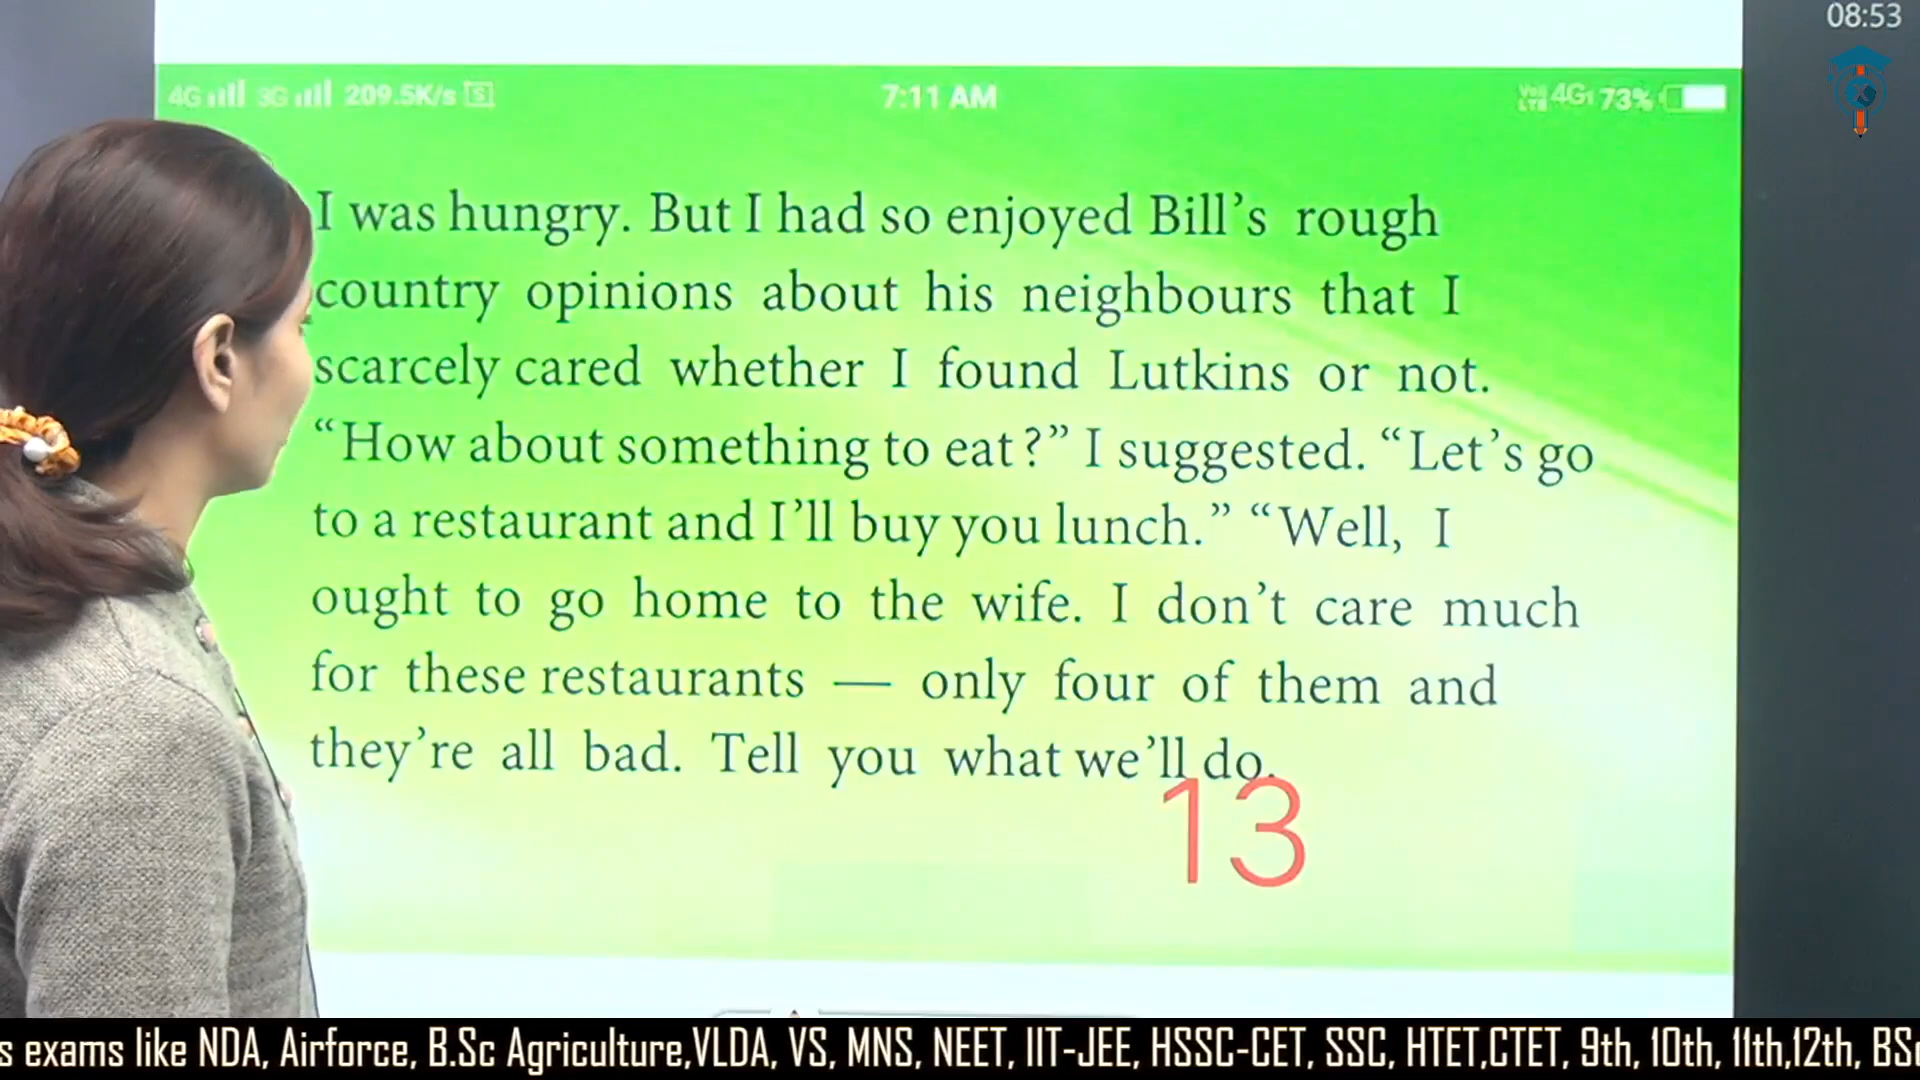 08:53
4G 3G 209.5K/s S 7:11 AM VoLTE 4G1 73%
I was hungry. But I had so enjoyed Bill’s rough
country opinions about his neighbours that I
scarcely cared whether I found Lutkins or not.
“How about something to eat?” I suggested. “Let’s go
to a restaurant and I’ll buy you lunch.” “Well, I
ought to go home to the wife. I don’t care much
for these restaurants — only four of them and
they’re all bad. Tell you what we’ll do.
13
s exams like NDA, Airforce, B.Sc Agriculture,VLDA, VS, MNS, NEET, IIT-JEE, HSSC-CET, SSC, HTET,CTET, 9th, 10th, 11th,12th, BSc